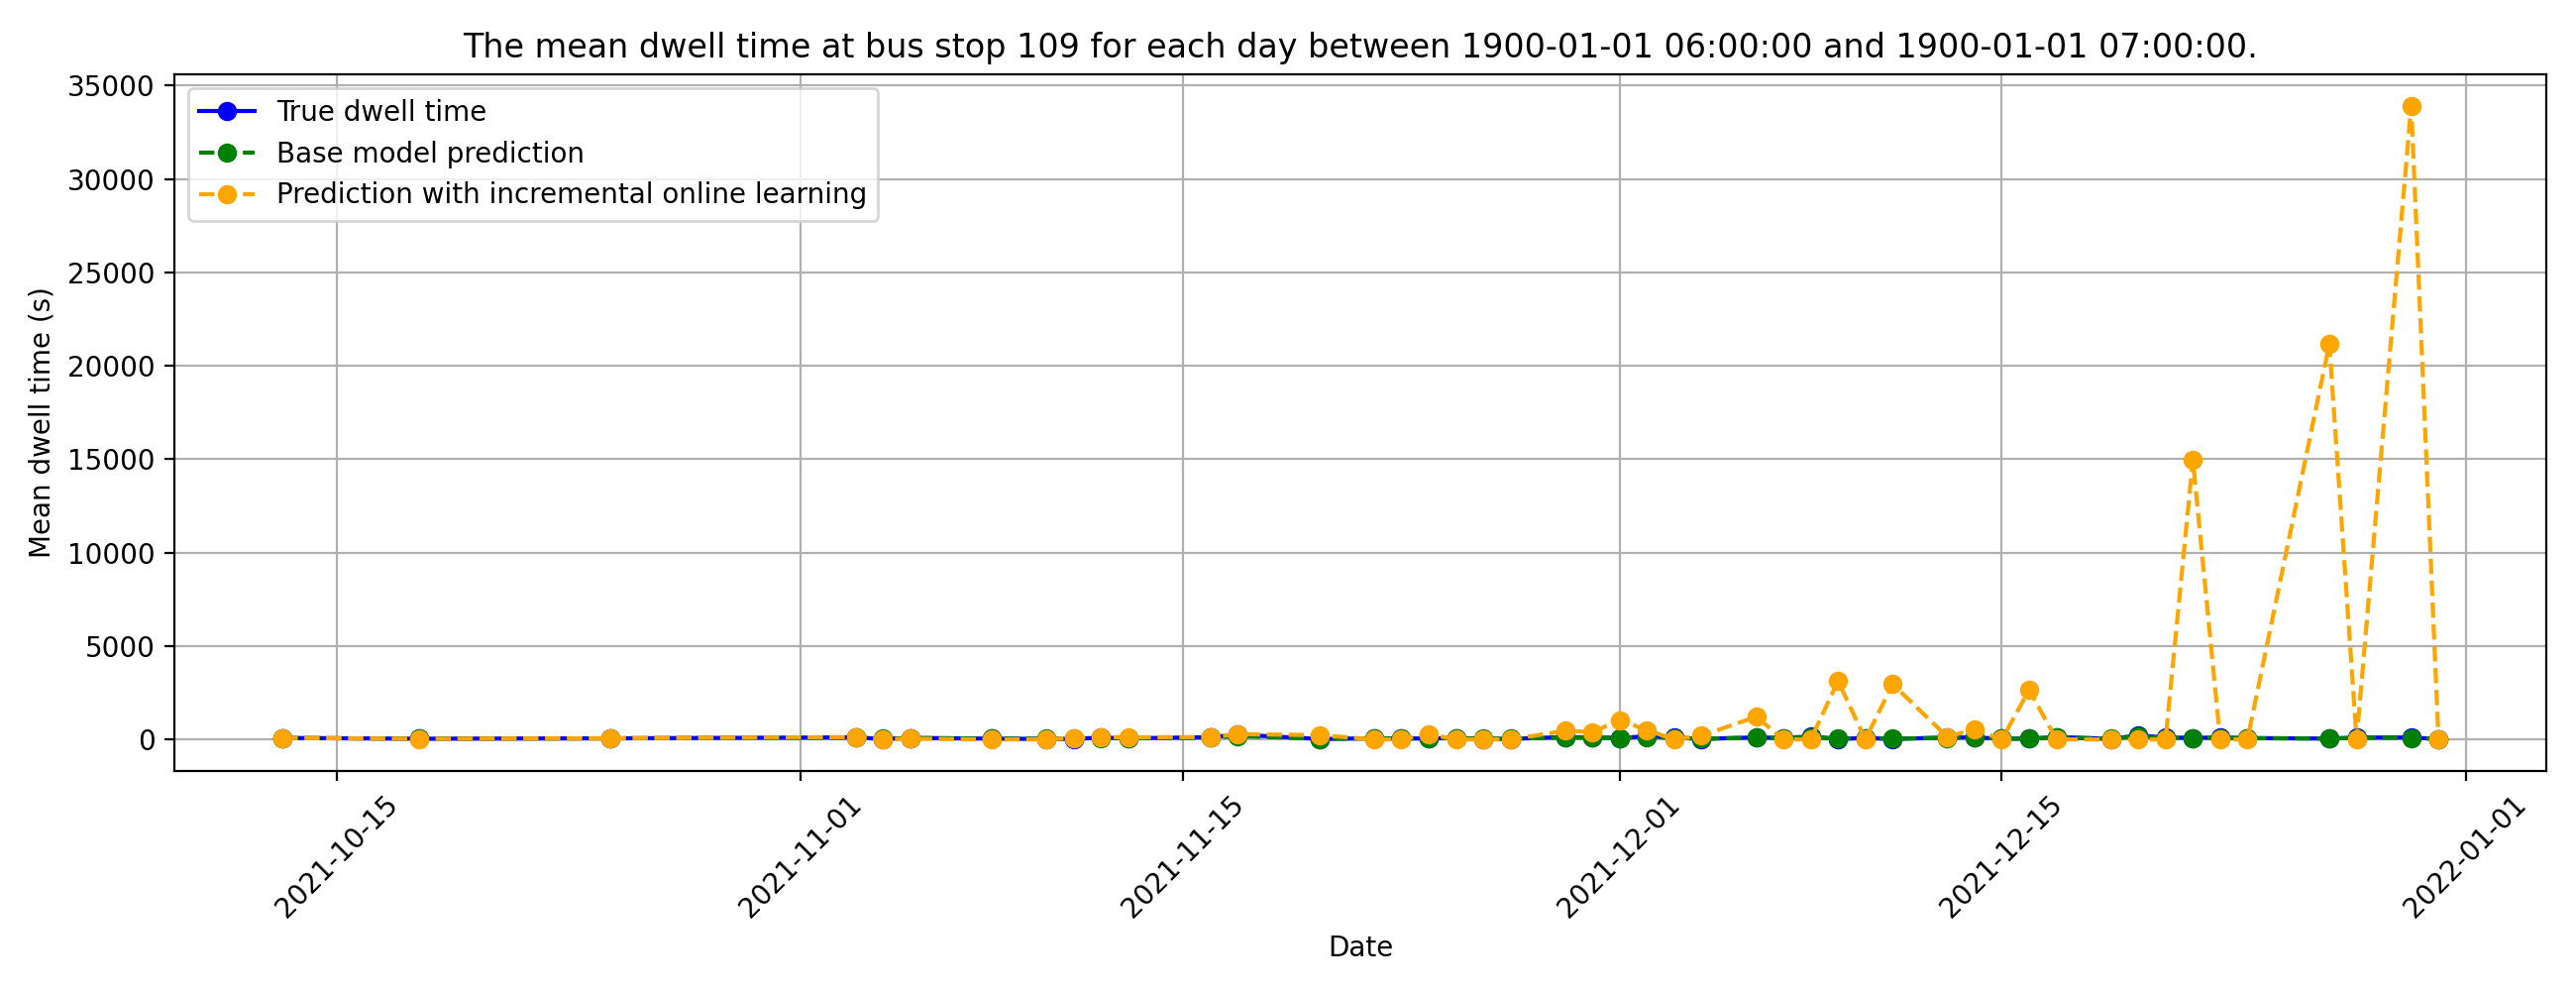 The mean dwell time at bus stop 109 for each day between 1900-01-01 06:00:00 and 1900-01-01 07:00:00.
35000
30000
25000
20000
15000
10000
5000
0
Mean dwell time (s)
True dwell time
Base model prediction
Prediction with incremental online learning
2021-10-15
2021-11-01
2021-11-15
2021-12-01
2021-12-15
2022-01-01
Date